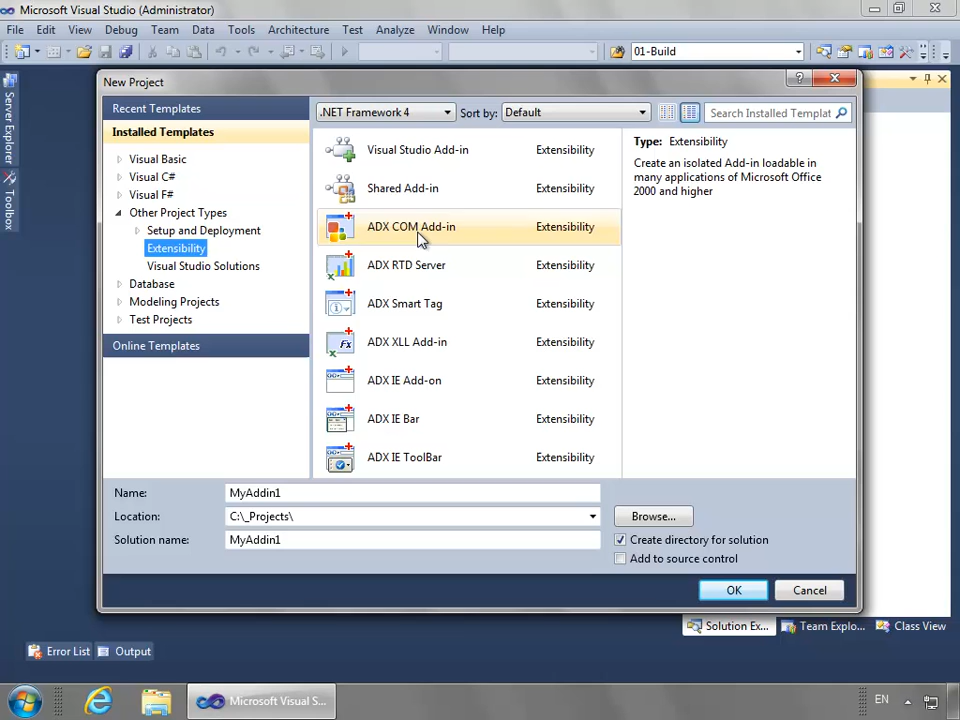 Microsoft Visual Studio (Administrator)
File Edit View Debug Team Data Tools Architecture Test Analyze Window Help
01-Build
Server Explorer
Toolbox
New Project
Recent Templates
Installed Templates
Visual Basic
Visual C#
Visual F#
Other Project Types
Setup and Deployment
Extensibility
Visual Studio Solutions
Database
Modeling Projects
Test Projects
Online Templates
.NET Framework 4 Sort by: Default Search Installed Templat
Visual Studio Add-in Extensibility
Shared Add-in Extensibility
ADX COM Add-in Extensibility
ADX RTD Server Extensibility
ADX Smart Tag Extensibility
ADX XLL Add-in Extensibility
ADX IE Add-on Extensibility
ADX IE Bar Extensibility
ADX IE ToolBar Extensibility
Type: Extensibility
Create an isolated Add-in loadable in
many applications of Microsoft Office
2000 and higher
Name: MyAddin1
Location: C:\_Projects\ Browse...
Solution name: MyAddin1 Create directory for solution
Add to source control
OK Cancel
Solution Ex... Team Explo... Class View
Error List Output
Microsoft Visual S... EN